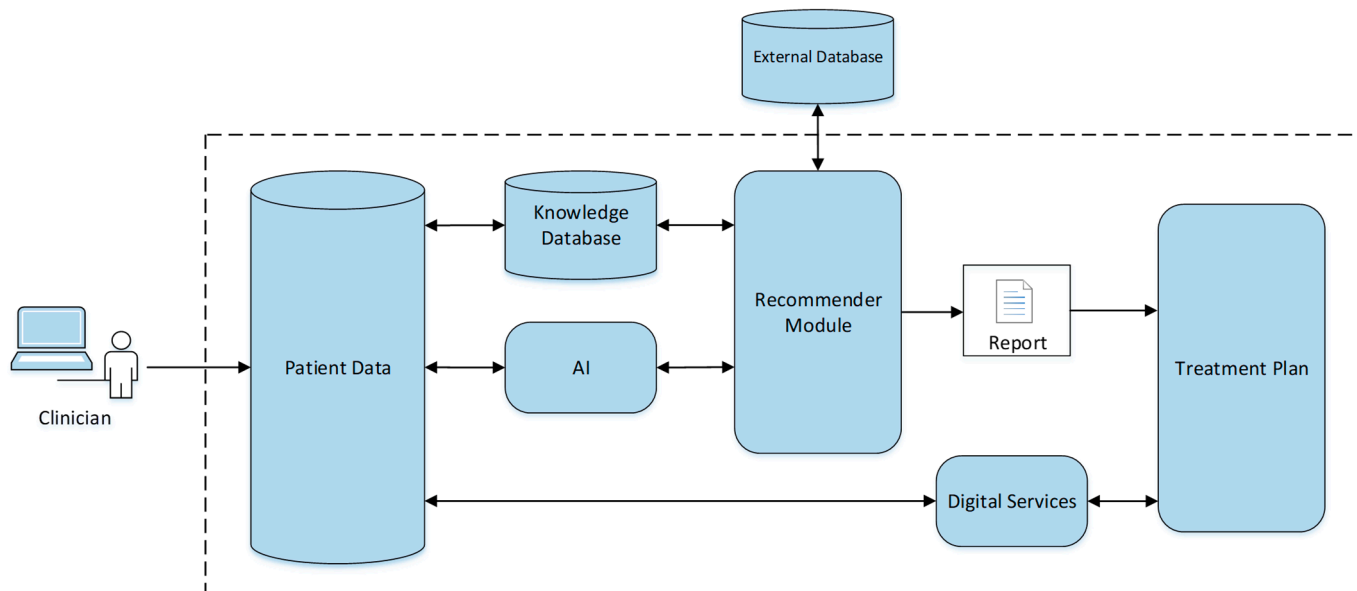 External Database
Knowledge
Database
Recommender
Module
Report
Patient Data
AI
Treatment Plan
Clinician
Digital Services